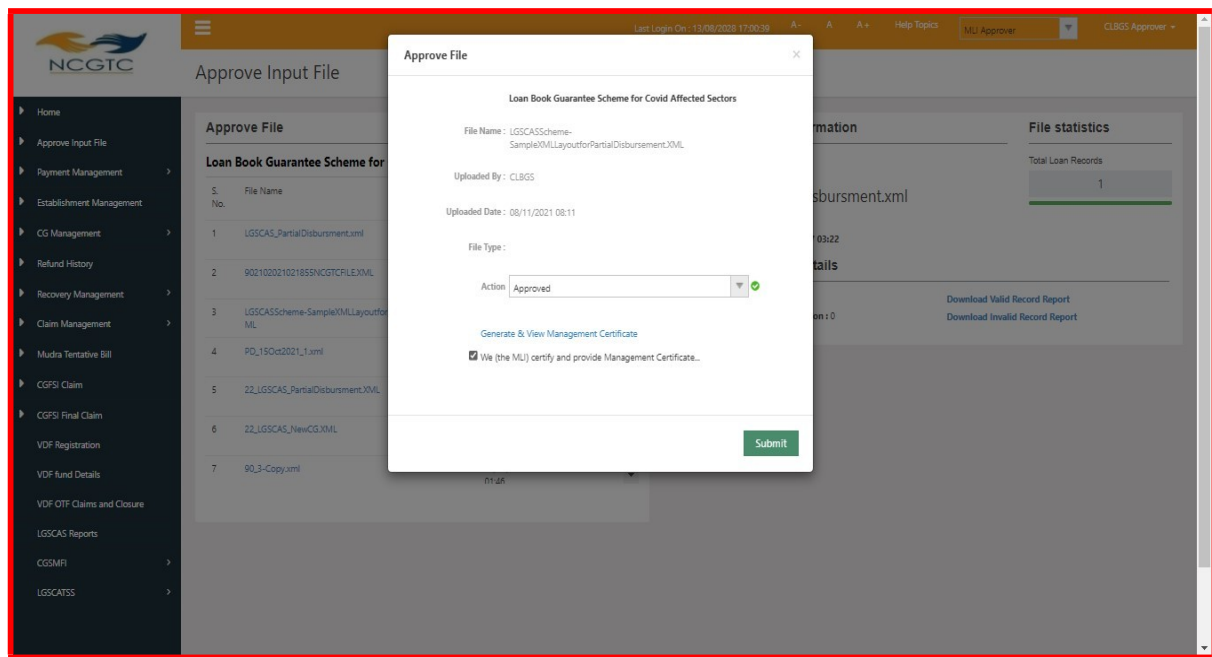 Last Login On : 13/08/2028 17:00:39
A-
A
A+
Help Topics
MLI Approver
CLBGS Approver
NCGTC
Approve Input File
Home
Approve Input File
Payment Management
Establishment Management
CG Management
Refund History
Recovery Management
Claim Management
Mudra Tentative Bill
CGFSI Claim
CGFSI Final Claim
VDF Registration
VDF fund Details
VDF OTF Claims and Closure
LGSCAS Reports
CGSMFI
LGSCATSS
Approve File
Loan Book Guarantee Scheme for
S. No.
File Name
1 LGSCAS_PartialDisbursment.xml
2 902102021021855NCGTCFILE.XML
3 LGSCASScheme-SampleXMLLayoutfor
ML
4 PD_15Oct2021_1.xml
5 22_LGSCAS_PartialDisbursment.XML
6 22_LGSCAS_NewCG.XML
7 90_3-Copy.xml
01:46
Approve File
×
Loan Book Guarantee Scheme for Covid Affected Sectors
File Name : LGSCASScheme-
SampleXMLLayoutforPartialDisbursement.XML
Uploaded By : CLBGS
Uploaded Date : 08/11/2021 08:11
File Type :
Action Approved
Generate & View Management Certificate
We (the MLI) certify and provide Management Certificate...
Submit
rmation
sbursment.xml
03:22
tails
on : 0
Download Valid Record Report
Download Invalid Record Report
File statistics
Total Loan Records
1